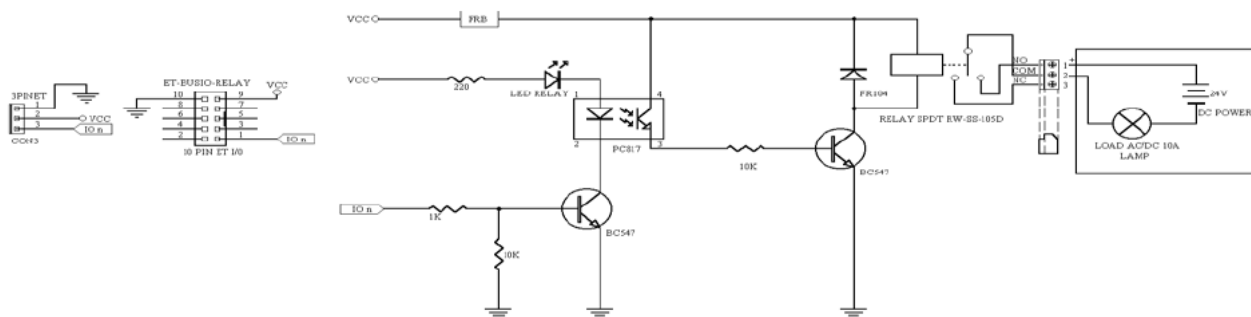 3PINET
1
2
3
VCC
IO n
CON3
ET-BUSIO-RELAY
10
8
6
4
2
9
7
5
3
1
VCC
IO n
10 PIN ET I/O
VCC
FRB
VCC
220
LED RELAY
1
2
4
3
PC817
IO n
1K
10K
BC547
10K
FR104
BC547
RELAY SPDT RW-SS-105D
NO
COM
NC
1
2
3
+
24V
DC POWER
LOAD AC/DC 10A
LAMP